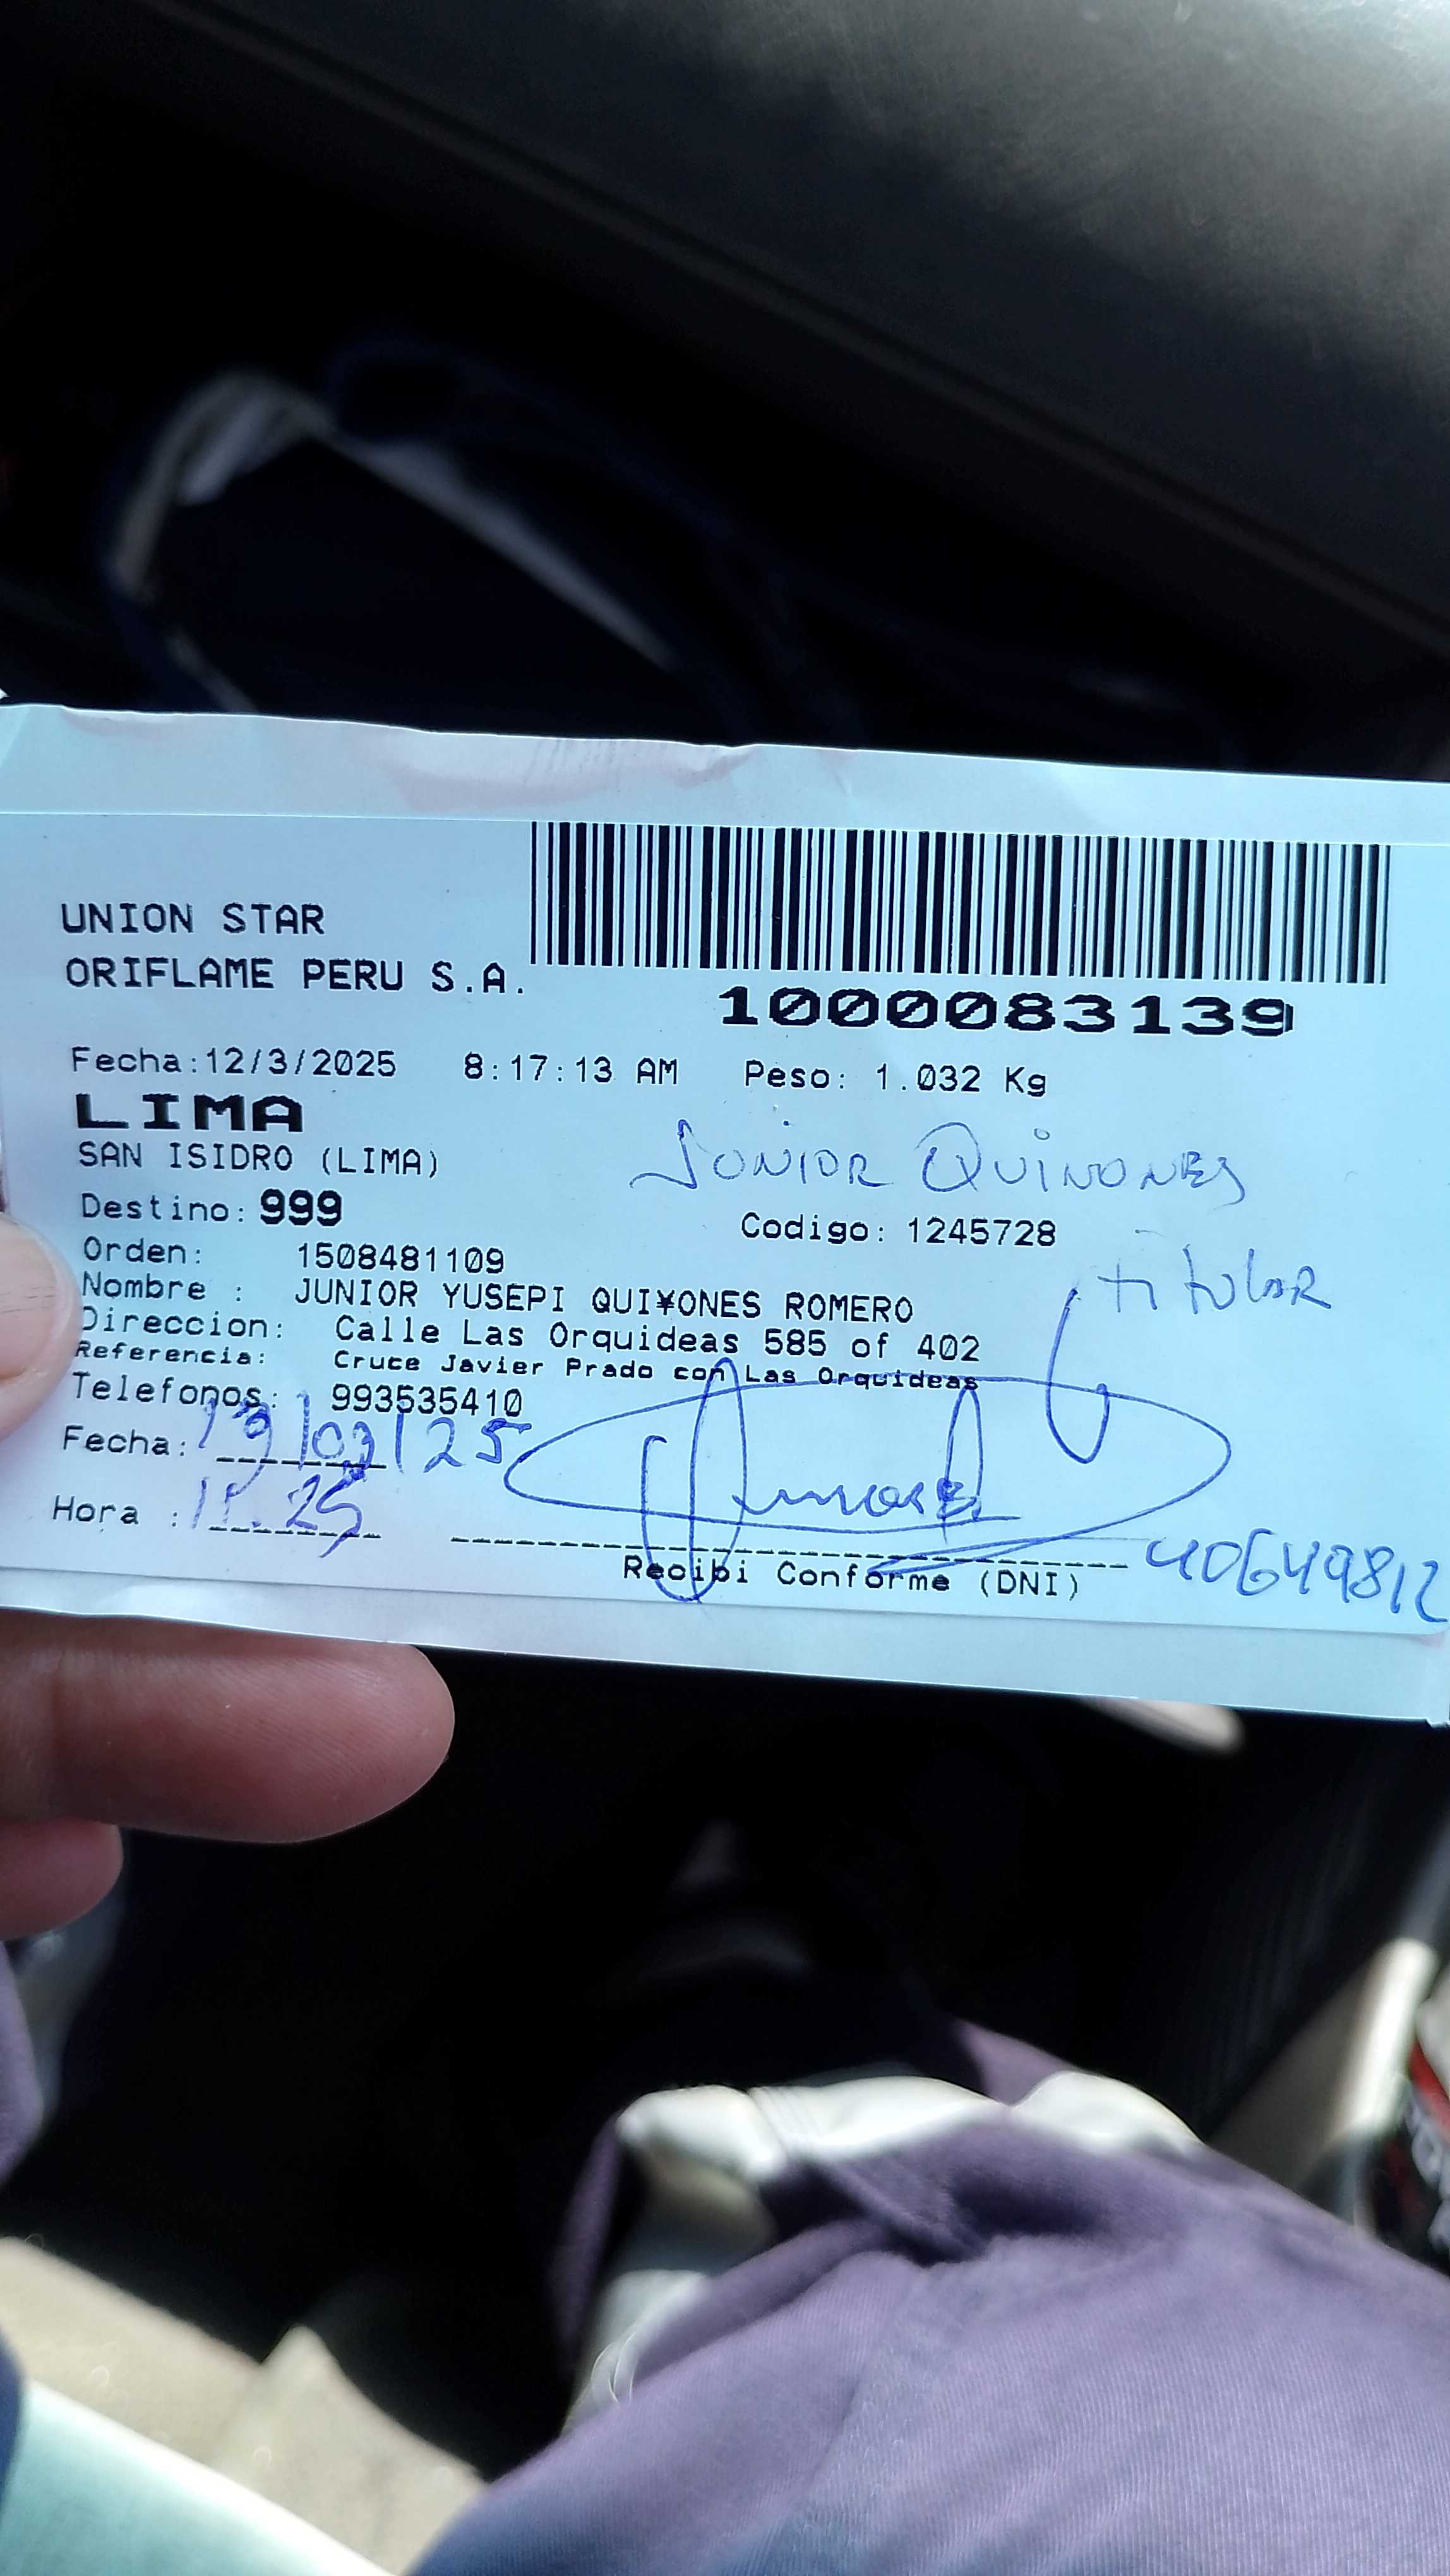 UNION STAR
ORIFLAME PERU S.A.
1000083139
Fecha:12/3/2025 8:17:13 AM Peso: 1.032 Kg
LIMA
SAN ISIDRO (LIMA)
JUNIOR QUINONES
Destino: 999 Codigo: 1245728
Orden: 1508481109
titular
Nombre : JUNIOR YUSEPI QUI¥ONES ROMERO
Direccion: Calle Las Orquideas 585 of 402
Referencia: Cruce Javier Prado con Las Orquideas
Telefonos: 993535410
Fecha: 19/03/25
Hora : 11.25
40649812
Recibi Conforme (DNI)